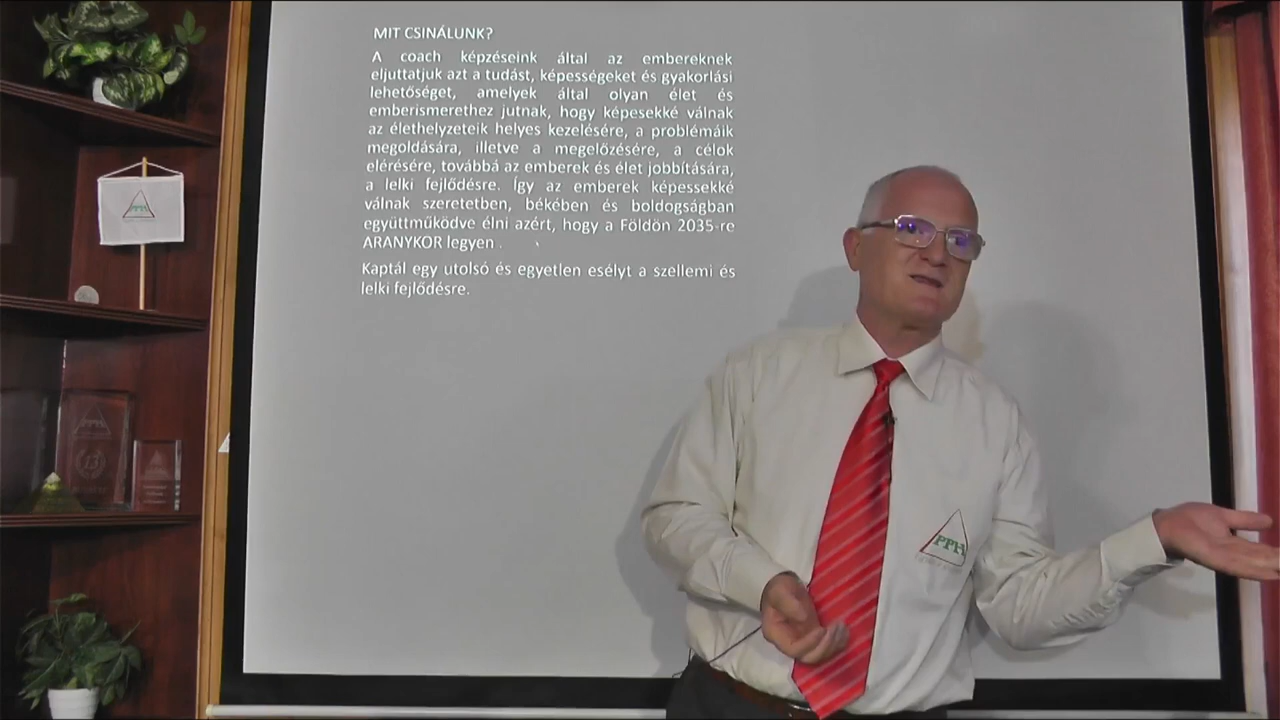 MIT CSINÁLUNK?
A coach képzéseink által az embereknek
eljuttatjuk azt a tudást, képességeket és gyakorlási
lehetőséget, amelyek által olyan élet és
emberismerethez jutnak, hogy képesekké válnak
az élethelyzeteik helyes kezelésére, a problémáik
megoldására, illetve a megelőzésére, a célok
elérésére, továbbá az emberek és élet jobbítására,
a lelki fejlődésre. Így az emberek képessekké
válnak szeretetben, békében és boldogságban
együttműködve élni azért, hogy a Földön 2035-re
ARANYKOR legyen .
Kaptál egy utolsó és egyetlen esélyt a szellemi és
lelki fejlődésre.
13